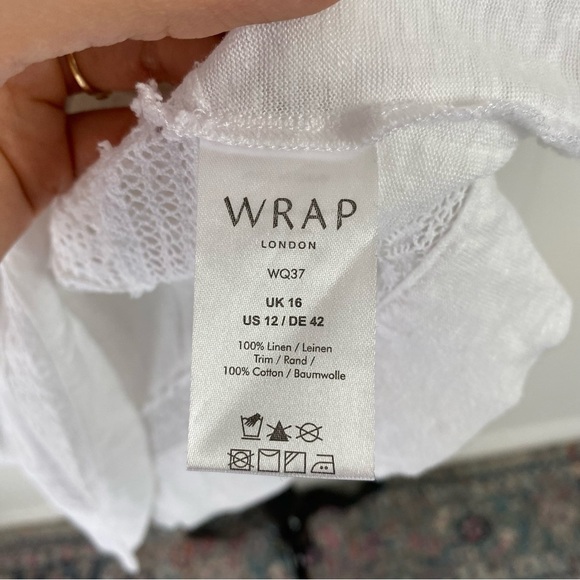 WRAP
LONDON
WQ37
UK 16
US 12 / DE 42
100% Linen / Leinen
Trim / Rand /
100% Cotton / Baumwolle